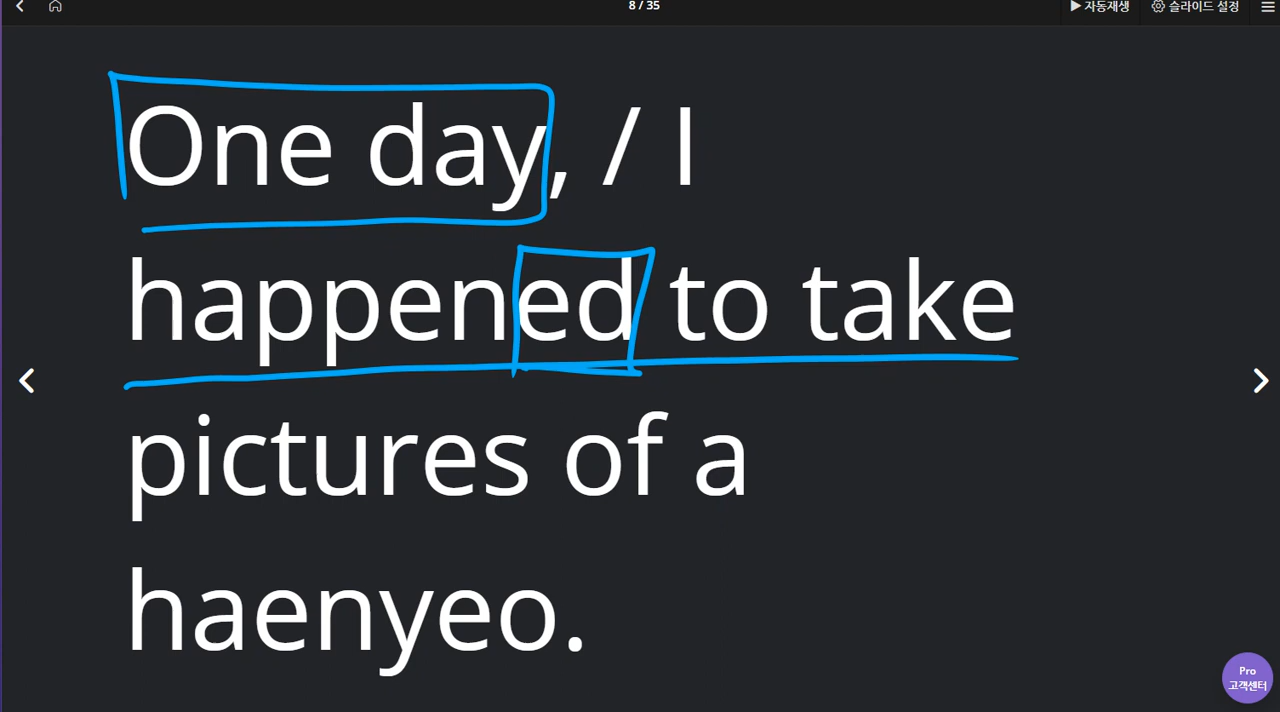 8 / 35
▶ 자동재생
슬라이드 설정
One day, / I
happened to take
pictures of a
haenyeo.
Pro
고객센터